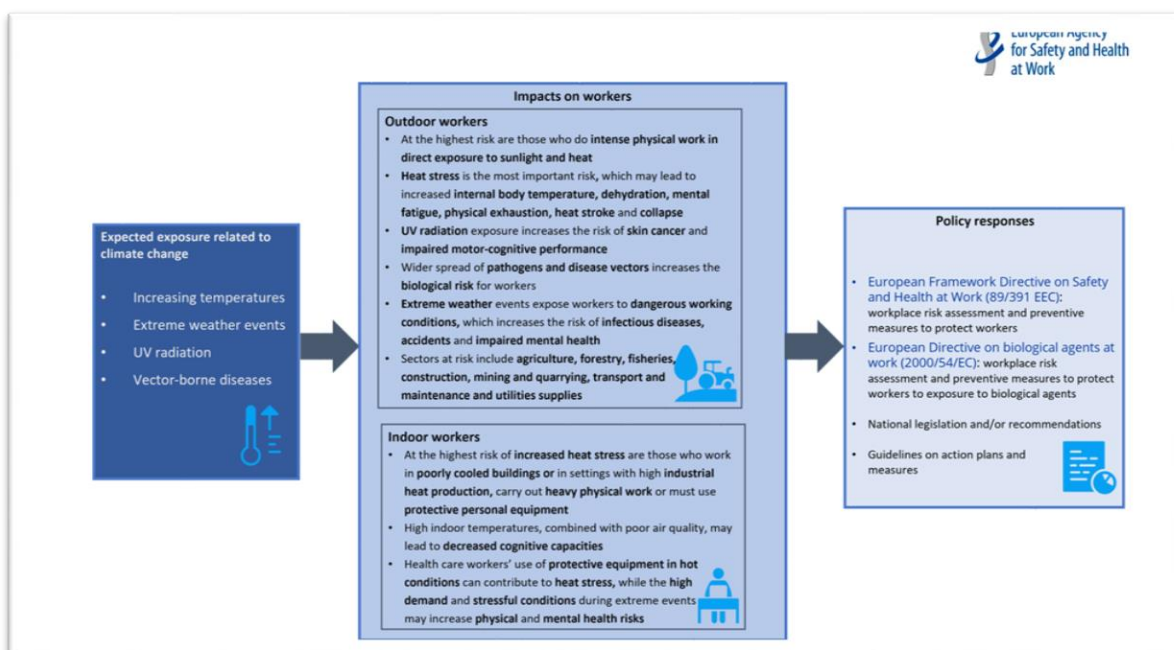 European Agency
for Safety and Health
at Work
Impacts on workers
Outdoor workers
• At the highest risk are those who do intense physical work in
direct exposure to sunlight and heat
• Heat stress is the most important risk, which may lead to
increased internal body temperature, dehydration, mental
fatigue, physical exhaustion, heat stroke and collapse
• UV radiation exposure increases the risk of skin cancer and
impaired motor-cognitive performance
• Wider spread of pathogens and disease vectors increases the
biological risk for workers
• Extreme weather events expose workers to dangerous working
conditions, which increases the risk of infectious diseases,
accidents and impaired mental health
• Sectors at risk include agriculture, forestry, fisheries,
construction, mining and quarrying, transport and
maintenance and utilities supplies
Indoor workers
• At the highest risk of increased heat stress are those who work
in poorly cooled buildings or in settings with high industrial
heat production, carry out heavy physical work or must use
protective personal equipment
• High indoor temperatures, combined with poor air quality, may
lead to decreased cognitive capacities
• Health care workers' use of protective equipment in hot
conditions can contribute to heat stress, while the high
demand and stressful conditions during extreme events
may increase physical and mental health risks
Expected exposure related to
climate change
• Increasing temperatures
• Extreme weather events
• UV radiation
• Vector-borne diseases
Policy responses
• European Framework Directive on Safety
and Health at Work (89/391 EEC):
workplace risk assessment and preventive
measures to protect workers
• European Directive on biological agents at
work (2000/54/EC): workplace risk
assessment and preventive measures to protect
workers to exposure to biological agents
• National legislation and/or recommendations
• Guidelines on action plans and
measures